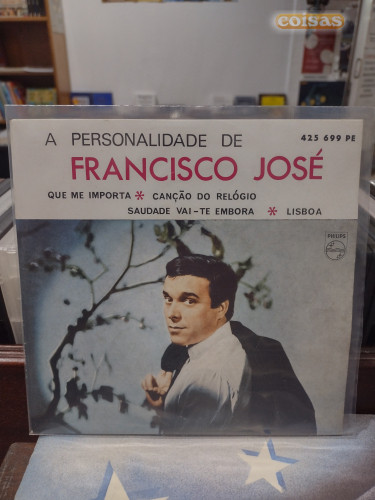 coisas
A PERSONALIDADE DE
425 699 PE
FRANCISCO JOSÉ
QUE ME IMPORTA * CANÇÃO DO RELÓGIO
SAUDADE VAI-TE EMBORA * LISBOA
PHILIPS